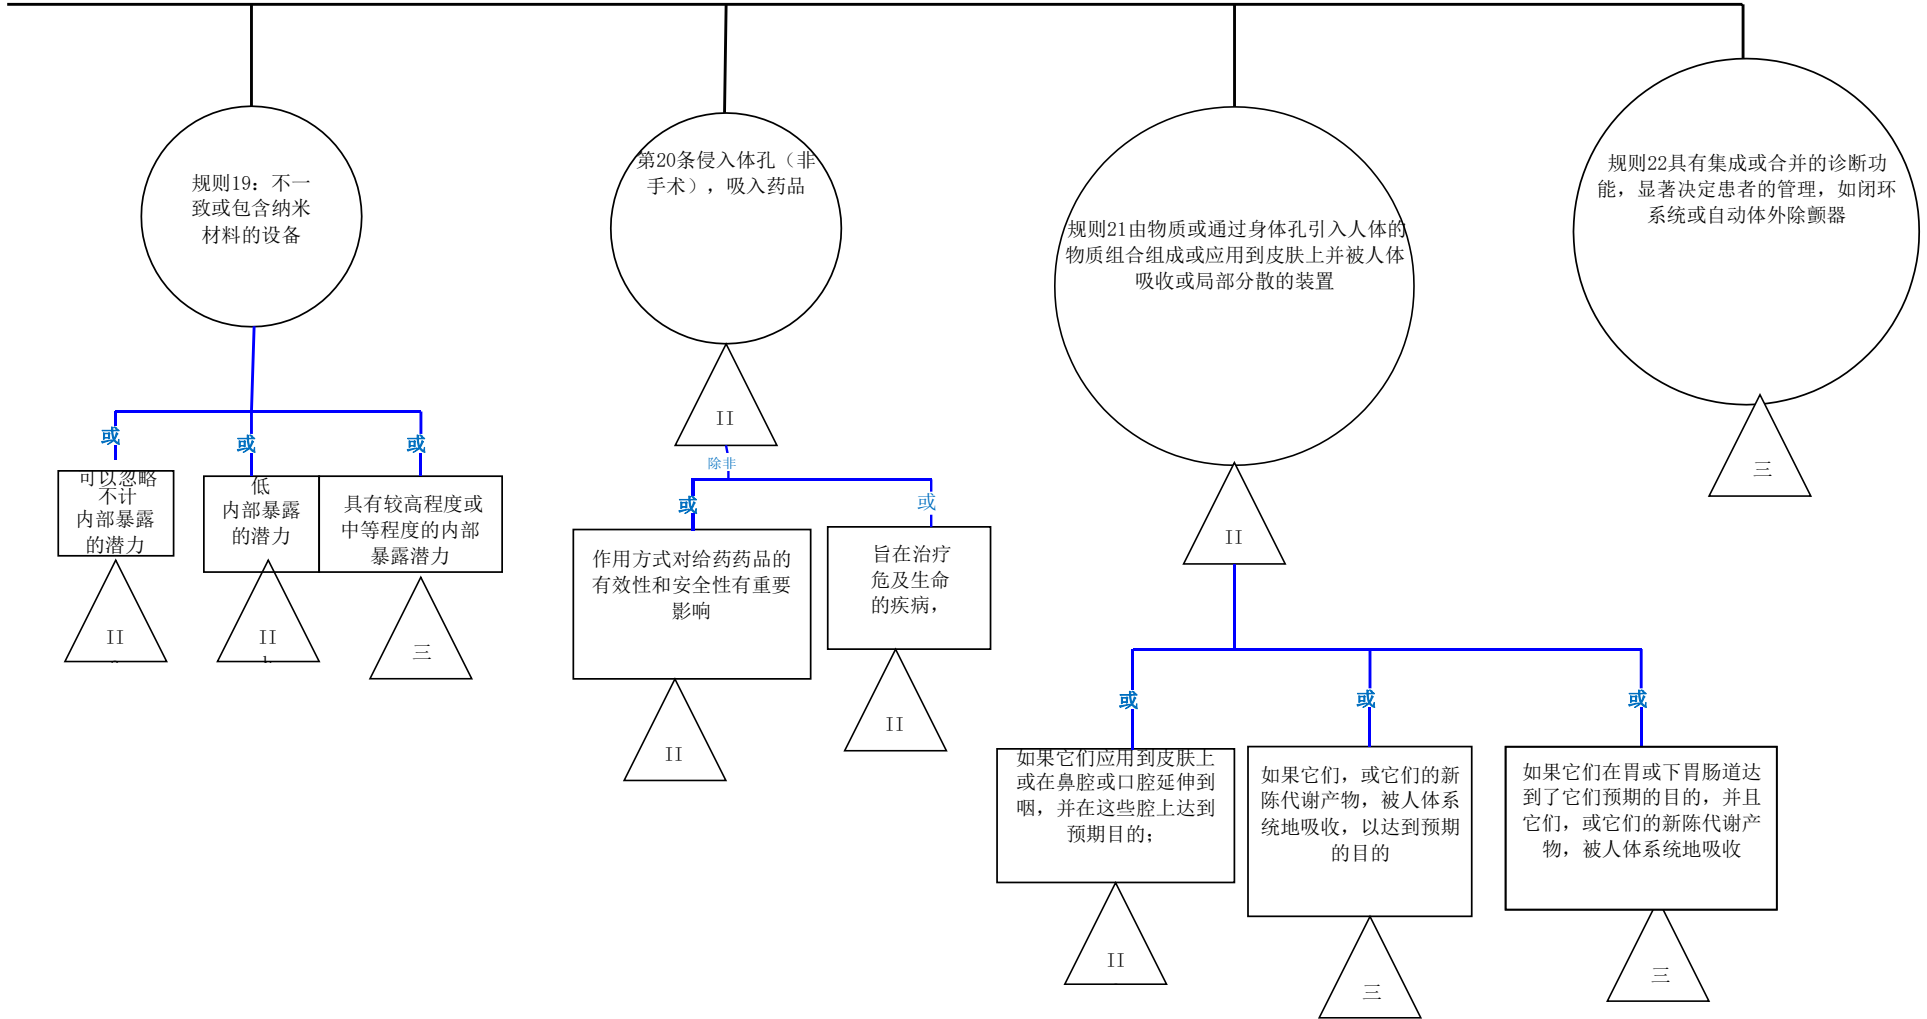 规则19：不一
致或包含纳米
材料的设备
或
或
或
可以忽略
不计
内部暴露
的潜力
低
内部暴露
的潜力
具有较高程度或
中等程度的内部
暴露潜力
II
II
三
第20条侵入体孔（非
手术），吸入药品
II
除非
或
或
作用方式对给药药品的
有效性和安全性有重要
影响
旨在治疗
危及生命
的疾病，
II
II
规则21由物质或通过身体孔引入人体的
物质组合组成或应用到皮肤上并被人体
吸收或局部分散的装置
II
或
或
或
如果它们应用到皮肤上
或在鼻腔或口腔延伸到
咽，并在这些腔上达到
预期目的；
如果它们，或它们的新
陈代谢产物，被人体系
统地吸收，以达到预期
的目的
如果它们在胃或下胃肠道达
到了它们预期的目的，并且
它们，或它们的新陈代谢产
物，被人体系统地吸收
II
三
三
规则22具有集成或合并的诊断功
能，显著决定患者的管理，如闭环
系统或自动体外除颤器
三